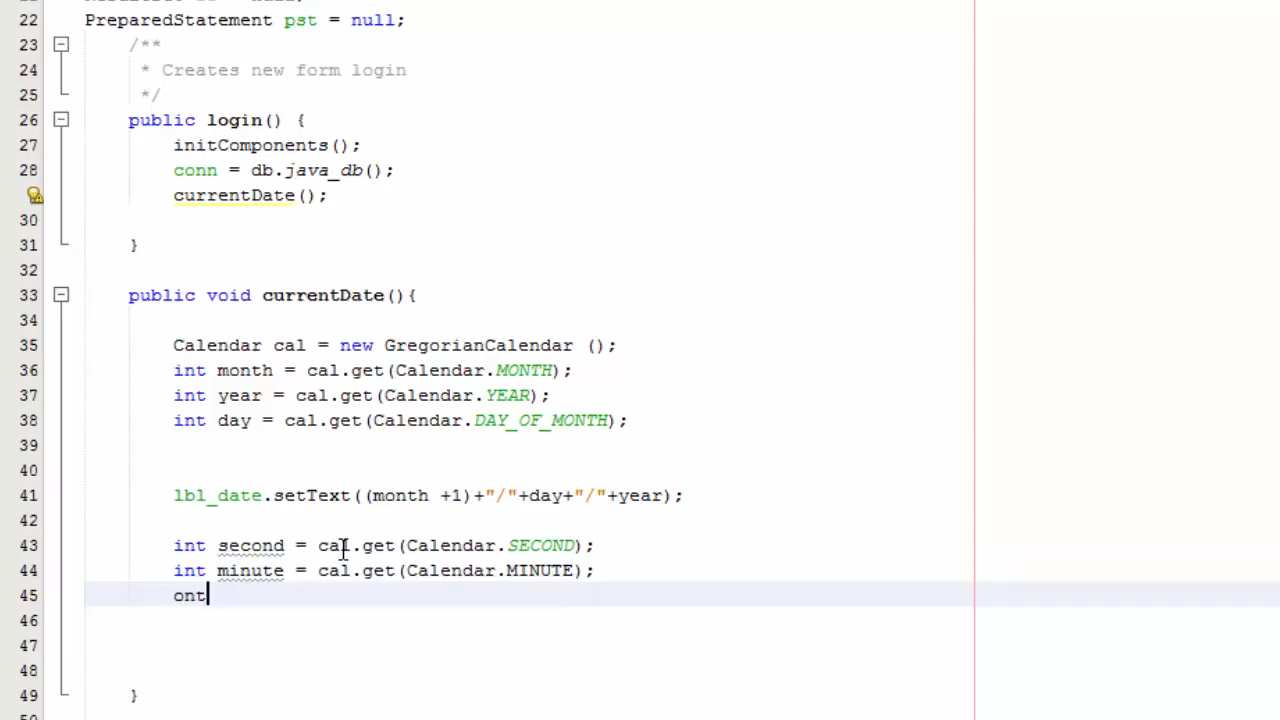 22 PreparedStatement pst = null;
23 /**
24 * Creates new form login
25 */
26 public login() {
27 initComponents();
28 conn = db.java_db();
currentDate();
30
31 }
32
33 public void currentDate(){
34
35 Calendar cal = new GregorianCalendar ();
36 int month = cal.get(Calendar.MONTH);
37 int year = cal.get(Calendar.YEAR);
38 int day = cal.get(Calendar.DAY_OF_MONTH);
39
40
41 lbl_date.setText((month +1)+"/"+day+"/"+year);
42
43 int second = cal.get(Calendar.SECOND);
44 int minute = cal.get(Calendar.MINUTE);
45 ont
46
47
48
49 }